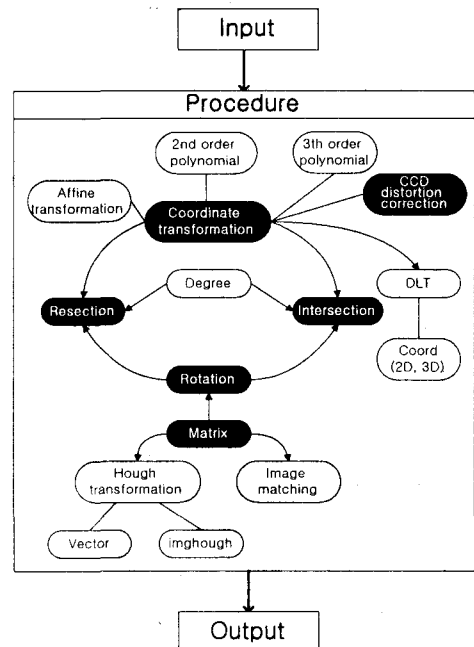 Input
Procedure
2nd order
polynomial
3th order
polynomial
Affine
transformation
CCD
distortion
correction
Coordinate
transformation
Degree
DLT
Resection
Intersection
Coord
(2D, 3D)
Rotation
Matrix
Hough
transformation
Image
matching
Vector
imghough
Output